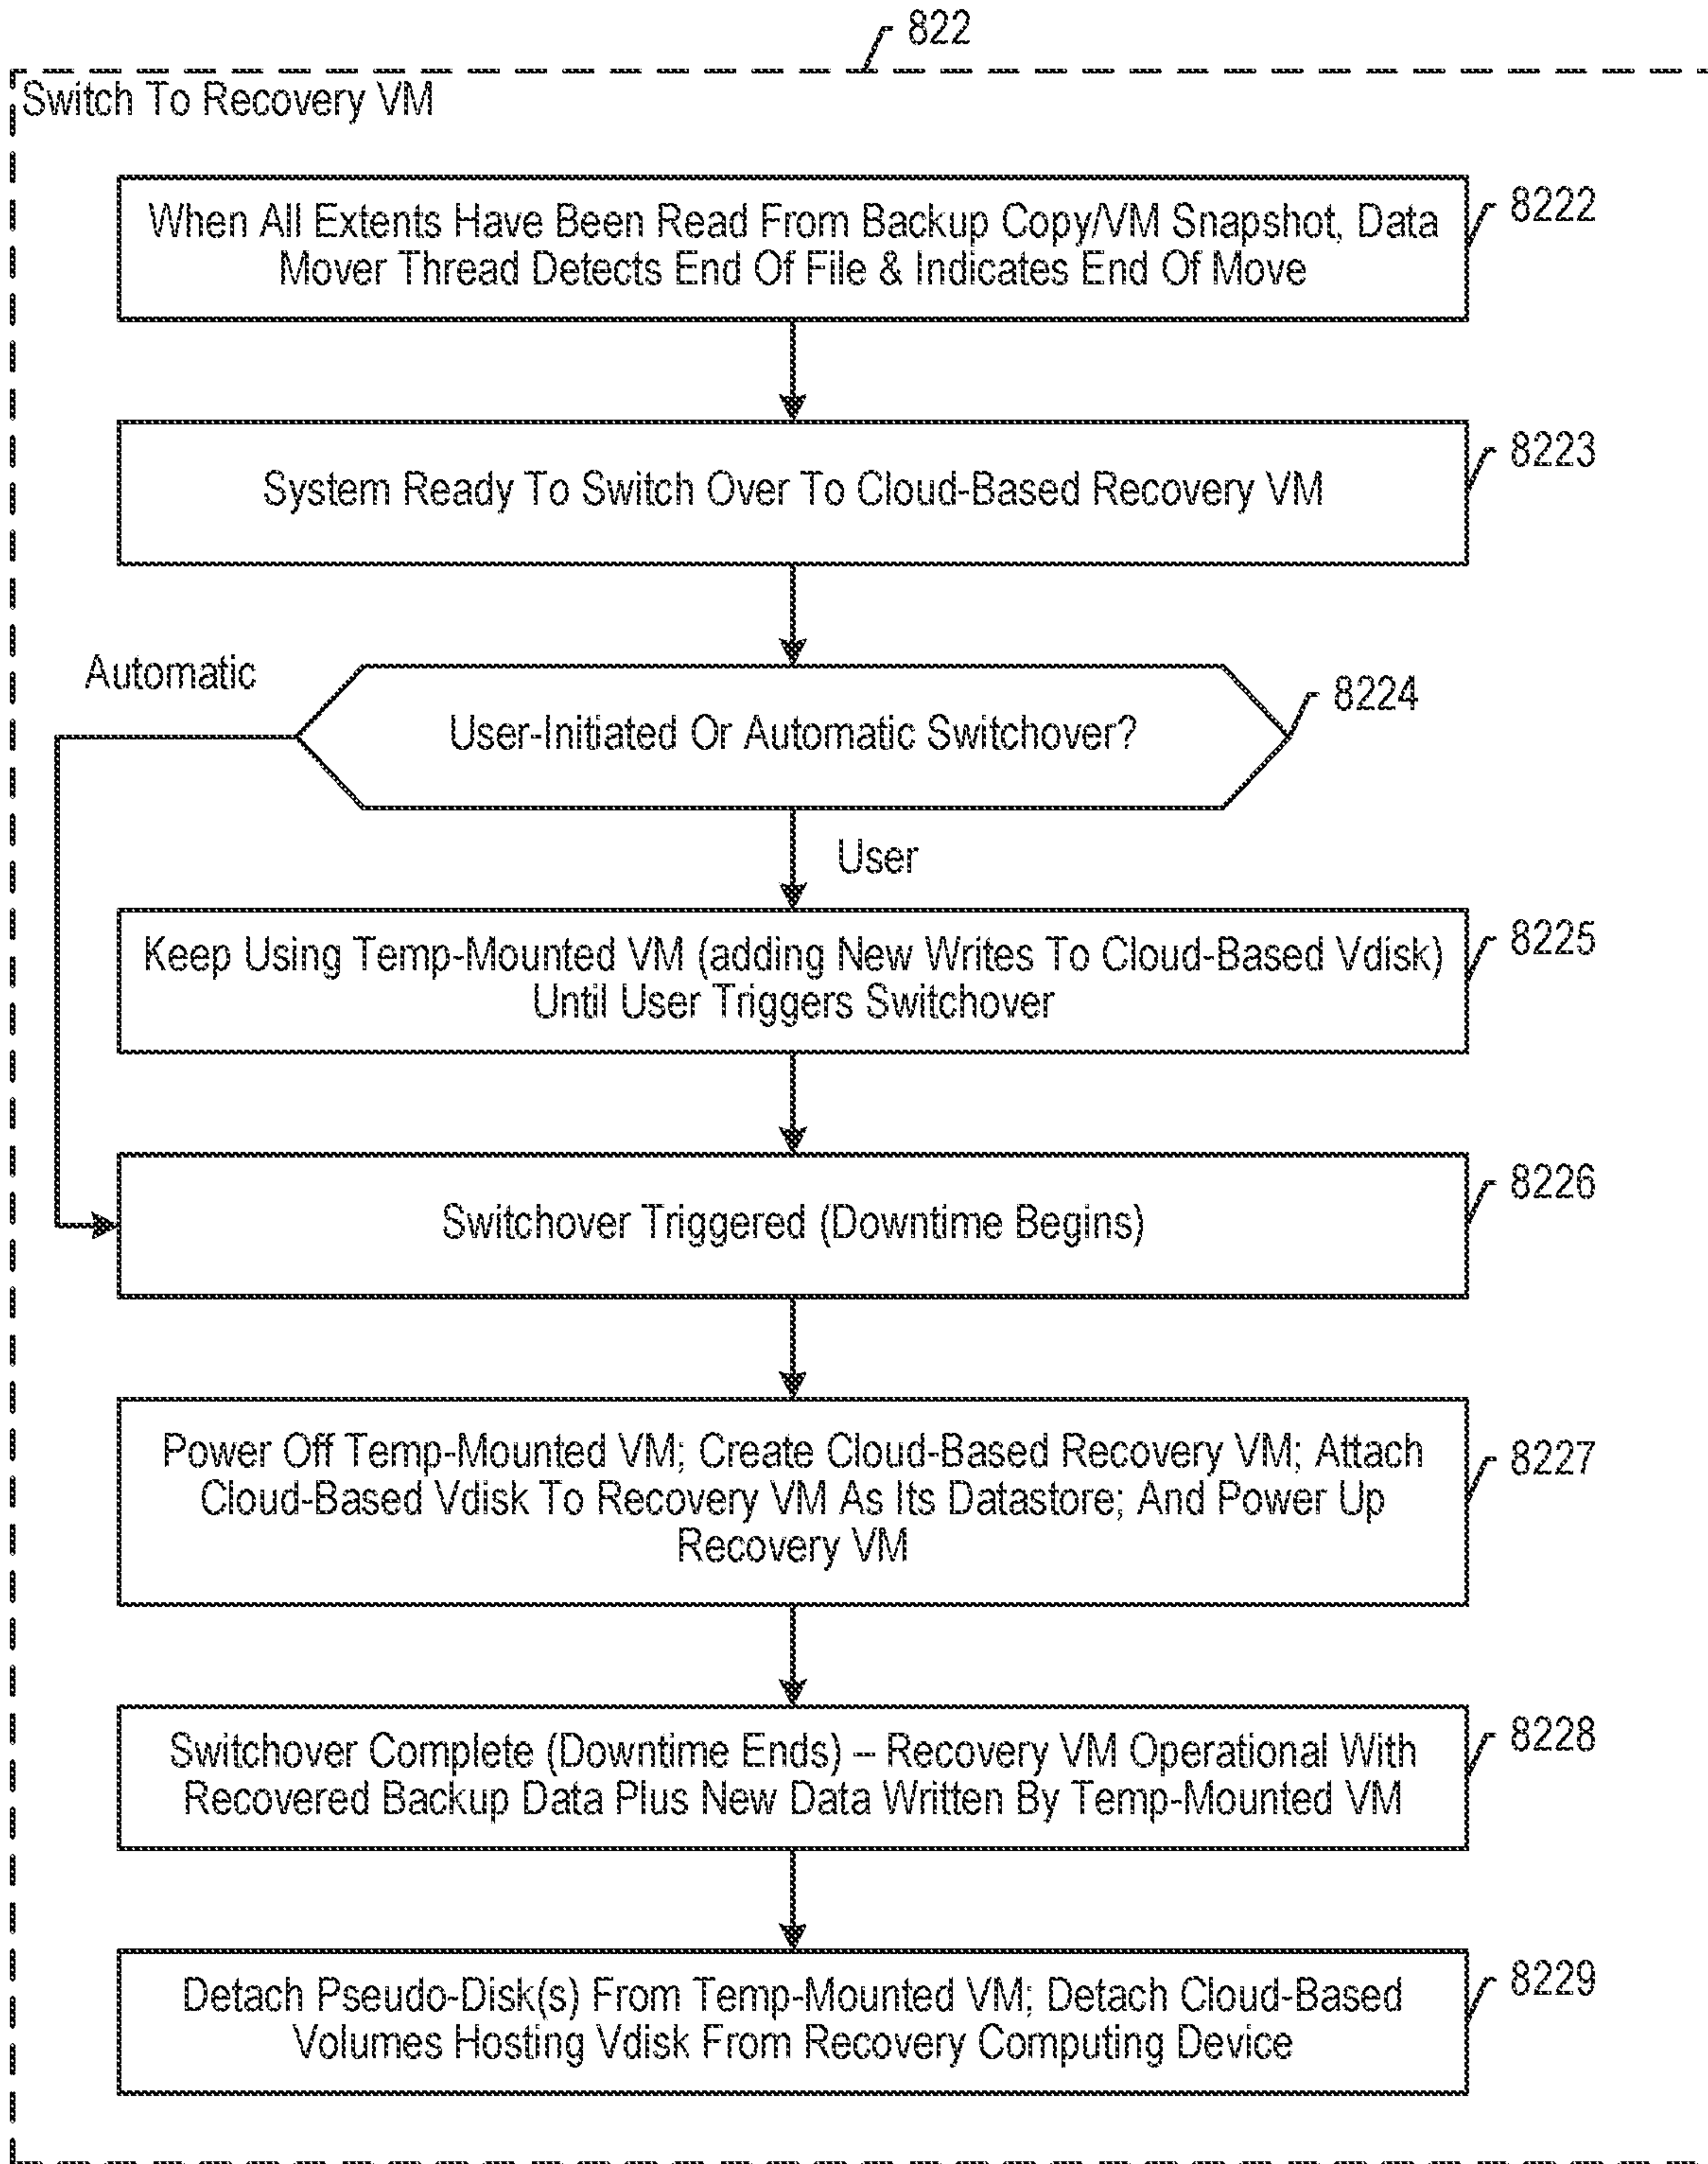 822
Switch To Recovery VM
When All Extents Have Been Read From Backup Copy/VM Snapshot, Data
Mover Thread Detects End Of File & Indicates End Of Move
8222
System Ready To Switch Over To Cloud-Based Recovery VM
8223
Automatic
User-Initiated Or Automatic Switchover?
8224
User
Keep Using Temp-Mounted VM (adding New Writes To Cloud-Based Vdisk)
Until User Triggers Switchover
8225
Switchover Triggered (Downtime Begins)
8226
Power Off Temp-Mounted VM; Create Cloud-Based Recovery VM; Attach
Cloud-Based Vdisk To Recovery VM As Its Datastore; And Power Up
Recovery VM
8227
Switchover Complete (Downtime Ends) – Recovery VM Operational With
Recovered Backup Data Plus New Data Written By Temp-Mounted VM
8228
Detach Pseudo-Disk(s) From Temp-Mounted VM; Detach Cloud-Based
Volumes Hosting Vdisk From Recovery Computing Device
8229